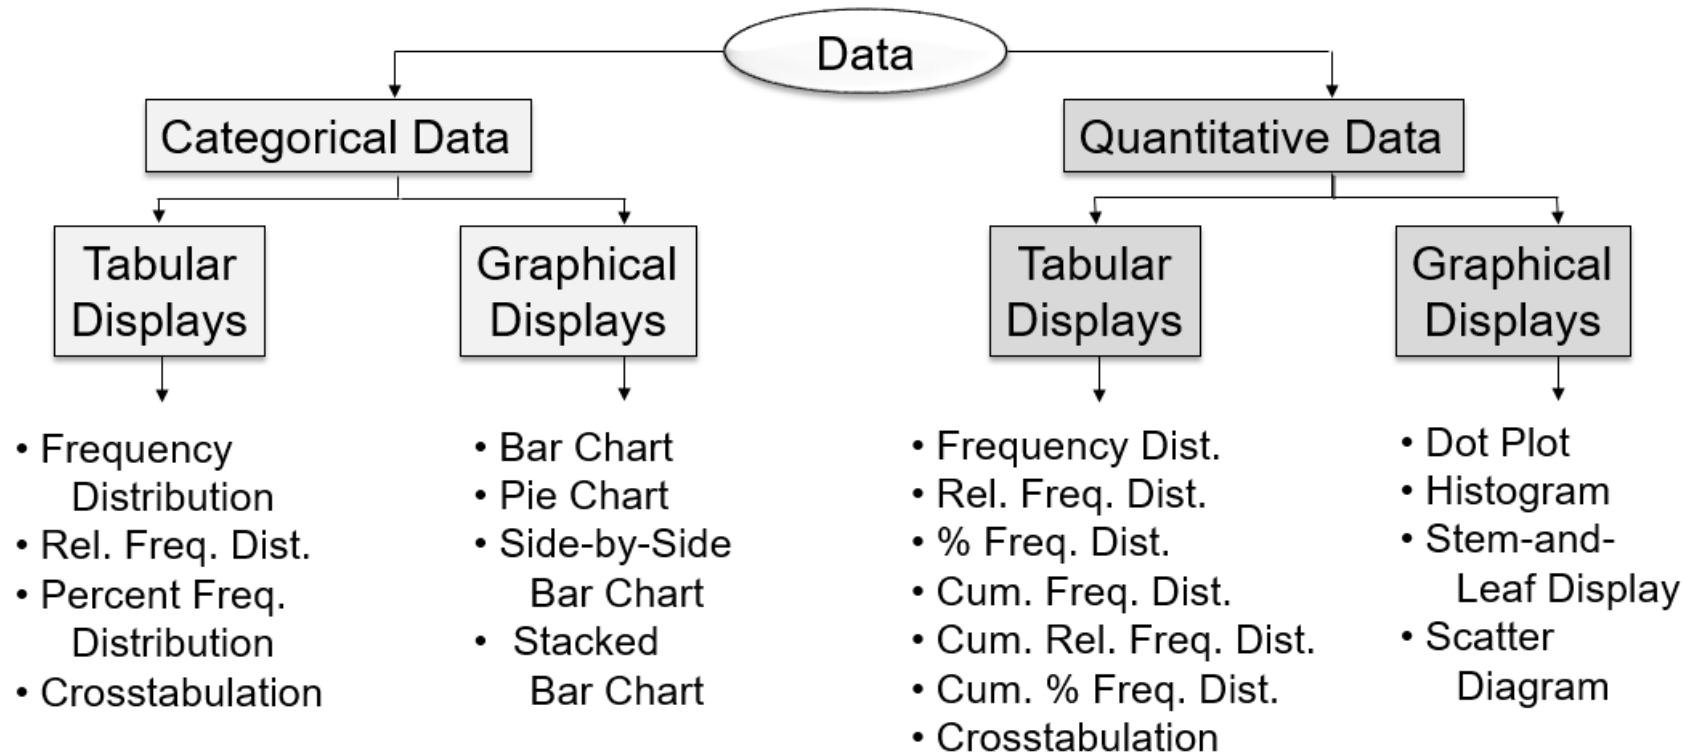 Data
Categorical Data
Quantitative Data
Tabular
Displays
Graphical
Displays
Tabular
Displays
Graphical
Displays
• Frequency
Distribution
• Rel. Freq. Dist.
• Percent Freq.
Distribution
• Crosstabulation
• Bar Chart
• Pie Chart
• Side-by-Side
Bar Chart
• Stacked
Bar Chart
• Frequency Dist.
• Rel. Freq. Dist.
• % Freq. Dist.
• Cum. Freq. Dist.
• Cum. Rel. Freq. Dist.
• Cum. % Freq. Dist.
• Crosstabulation
• Dot Plot
• Histogram
• Stem-and-
Leaf Display
• Scatter
Diagram